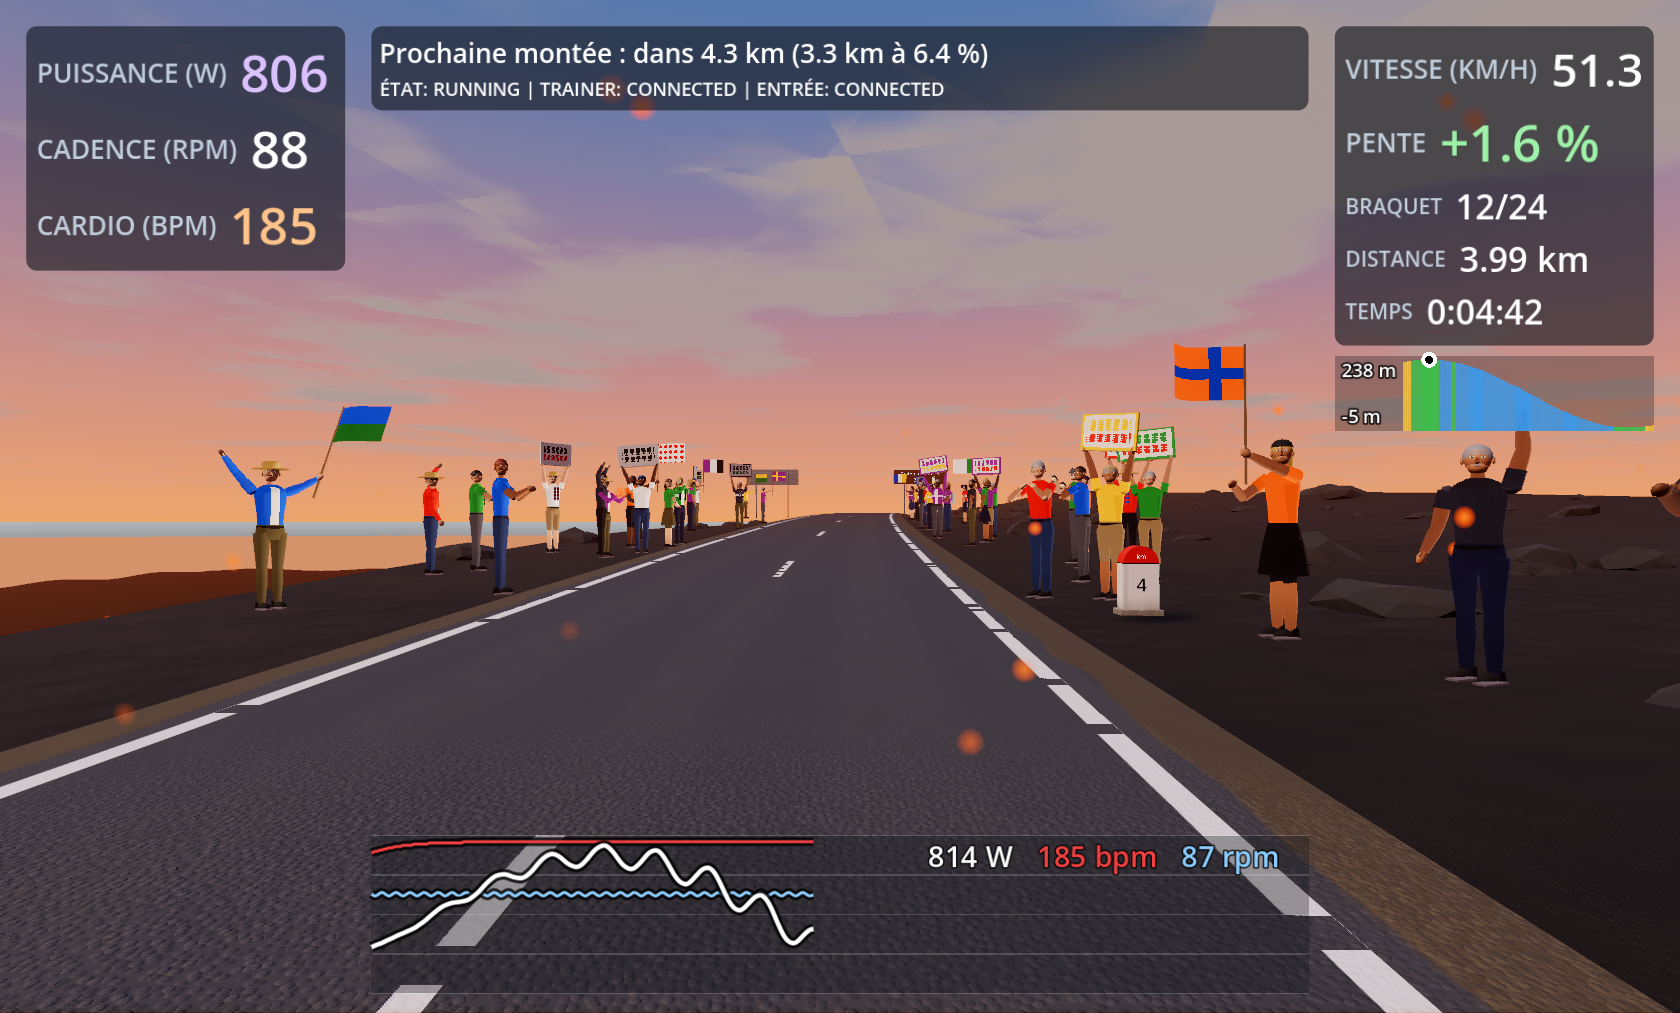 PUISSANCE (W) 806
CADENCE (RPM) 88
CARDIO (BPM) 185
Prochaine montée : dans 4.3 km (3.3 km à 6.4 %)
ÉTAT: RUNNING | TRAINER: CONNECTED | ENTRÉE: CONNECTED
VITESSE (KM/H) 51.3
PENTE +1.6 %
BRAQUET 12/24
DISTANCE 3.99 km
TEMPS 0:04:42
238 m
-5 m
km
4
814 W 185 bpm 87 rpm